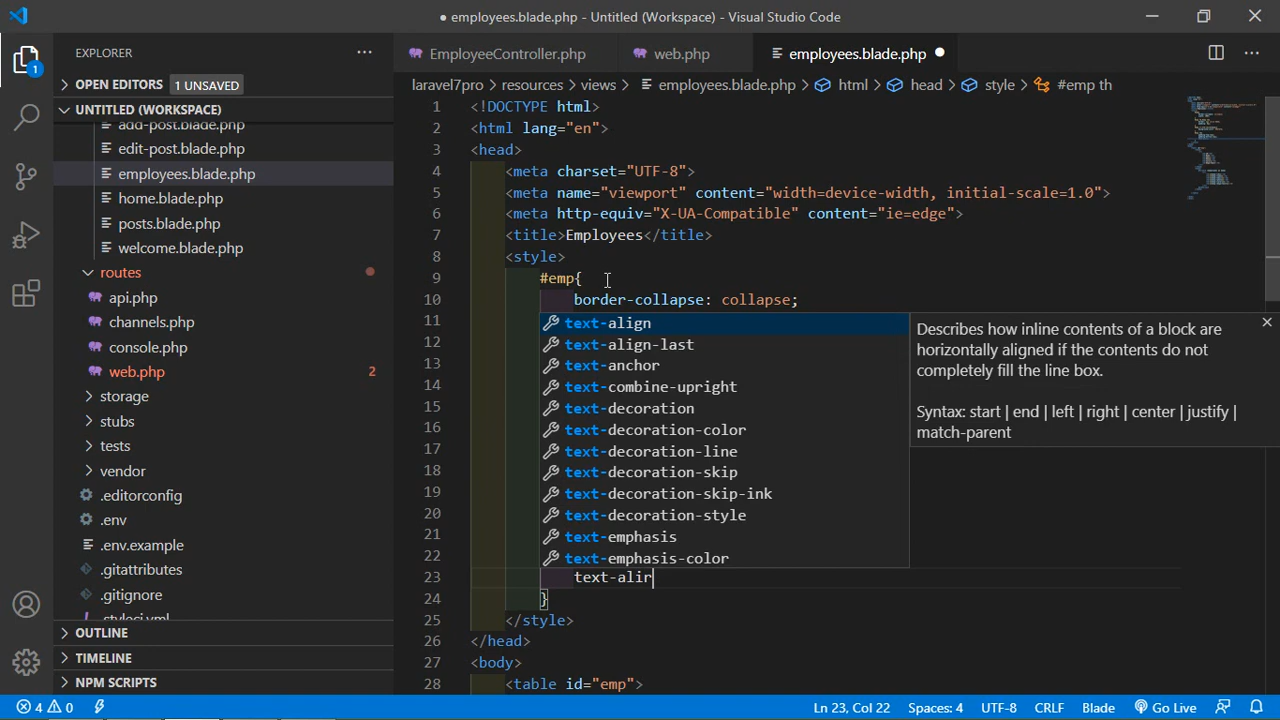 ● employees.blade.php - Untitled (Workspace) - Visual Studio Code
EXPLORER
EmployeeController.php
web.php
employees.blade.php
OPEN EDITORS 1 UNSAVED
UNTITLED (WORKSPACE)
laravel7pro > resources > views > employees.blade.php > html > head > style > #emp th
add-post.blade.php
edit-post.blade.php
employees.blade.php
home.blade.php
posts.blade.php
welcome.blade.php
routes
api.php
channels.php
console.php
web.php 2
storage
stubs
tests
vendor
.editorconfig
.env
.env.example
.gitattributes
.gitignore
.styleci.yml
OUTLINE
TIMELINE
NPM SCRIPTS
1
1 <!DOCTYPE html>
2 <html lang="en">
3 <head>
4 <meta charset="UTF-8">
5 <meta name="viewport" content="width=device-width, initial-scale=1.0">
6 <meta http-equiv="X-UA-Compatible" content="ie=edge">
7 <title>Employees</title>
8 <style>
9 #emp{
10 border-collapse: collapse;
11 text-align
12 text-align-last
13 text-anchor
14 text-combine-upright
15 text-decoration
16 text-decoration-color
17 text-decoration-line
18 text-decoration-skip
19 text-decoration-skip-ink
20 text-decoration-style
21 text-emphasis
22 text-emphasis-color
23 text-alir
24 }
25 </style>
26 </head>
27 <body>
28 <table id="emp">
Describes how inline contents of a block are
horizontally aligned if the contents do not
completely fill the line box.
Syntax: start | end | left | right | center | justify |
match-parent
4 0
Ln 23, Col 22 Spaces: 4 UTF-8 CRLF Blade Go Live